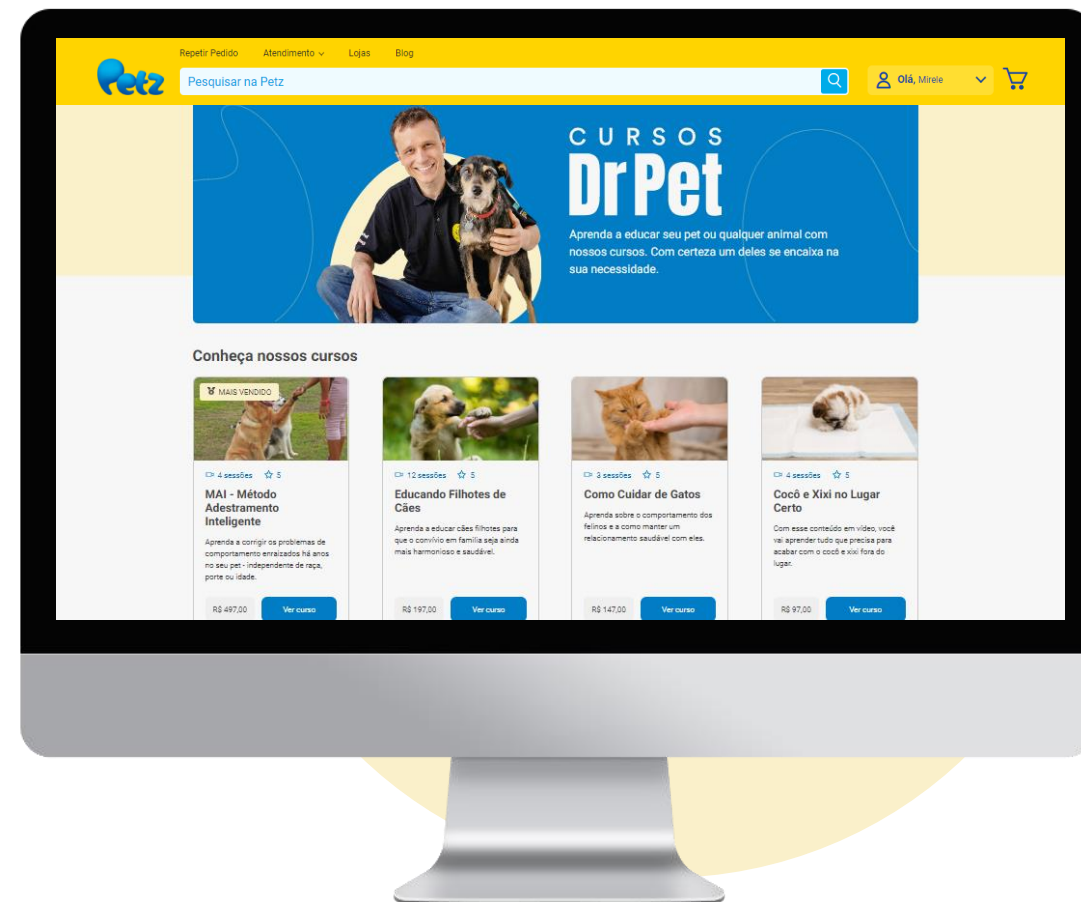 Repetir Pedido Atendimento Lojas Blog
Petz
Pesquisar na Petz
Olá, Mirele
CURSOS
Dr Pet
Aprenda a educar seu pet ou qualquer animal com
nossos cursos. Com certeza um deles se encaixa na
sua necessidade.
Conheça nossos cursos
MAIS VENDIDO
4 sessões 5
MAI - Método
Adestramento
Inteligente
Aprenda a corrigir os problemas de
comportamento enraizados há anos
no seu pet - independente de raça,
porte ou idade.
R$ 497,00 Ver curso
12 sessões 5
Educando Filhotes de
Cães
Aprenda a educar cães filhotes para
que o convívio em família seja ainda
mais harmonioso e saudável.
R$ 197,00 Ver curso
3 sessões 5
Como Cuidar de Gatos
Aprenda sobre o comportamento dos
felinos e a como manter um
relacionamento saudável com eles.
R$ 147,00 Ver curso
4 sessões 5
Cocô e Xixi no Lugar
Certo
Com esse conteúdo em vídeo, você
vai aprender tudo que precisa para
acabar com o cocô e xixi fora do
lugar.
R$ 97,00 Ver curso